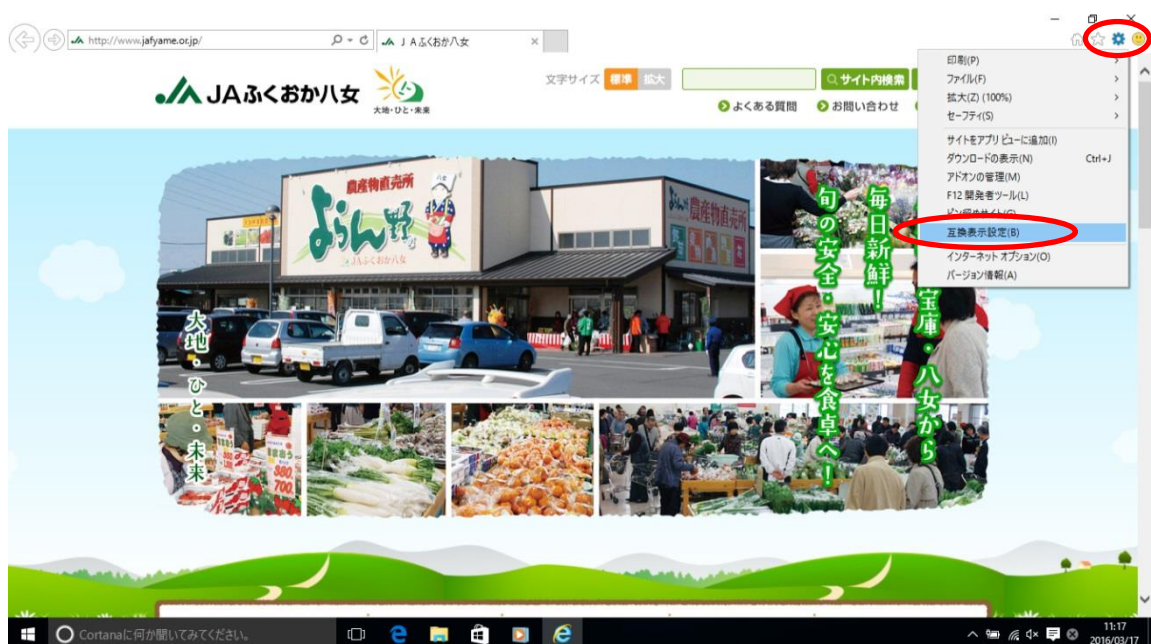 http://www.jafyame.or.jp/
ＪＡふくおか八女
JAふくおか八女
大地・ひと・未来
文字サイズ 標準 拡大
サイト内検索
よくある質問
お問い合わせ
印刷(P)
ファイル(F)
拡大(Z) (100%)
セーフティ(S)
サイトをアプリ ビューに追加(I)
ダウンロードの表示(N) Ctrl+J
アドオンの管理(M)
F12 開発者ツール(L)
ピン留めサイト(G)
互換表示設定(B)
インターネット オプション(O)
バージョン情報(A)
農産物直売所
よらん野
JAふくおか八女
農産物直売所
毎日新鮮！
旬の安全・安心を食卓へ！
宝庫・八女から
大地・ひと・未来
380
700
Cortanaに何か聞いてみてください。
11:17
2016/03/17